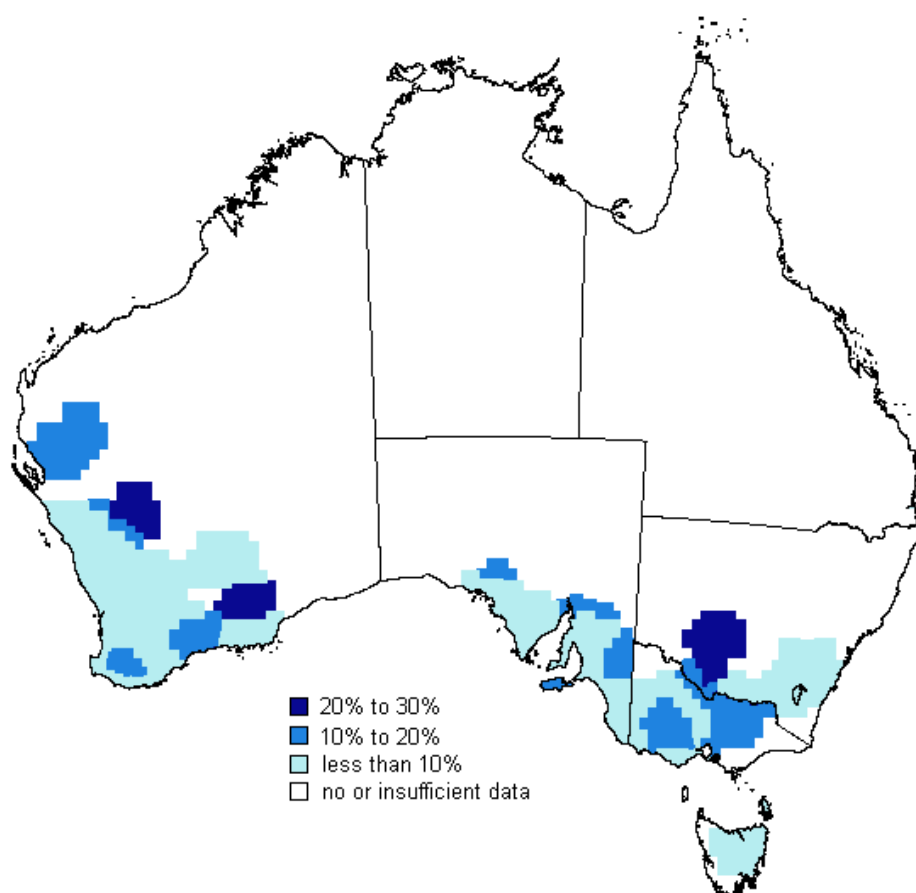 20% to 30%
10% to 20%
less than 10%
no or insufficient data